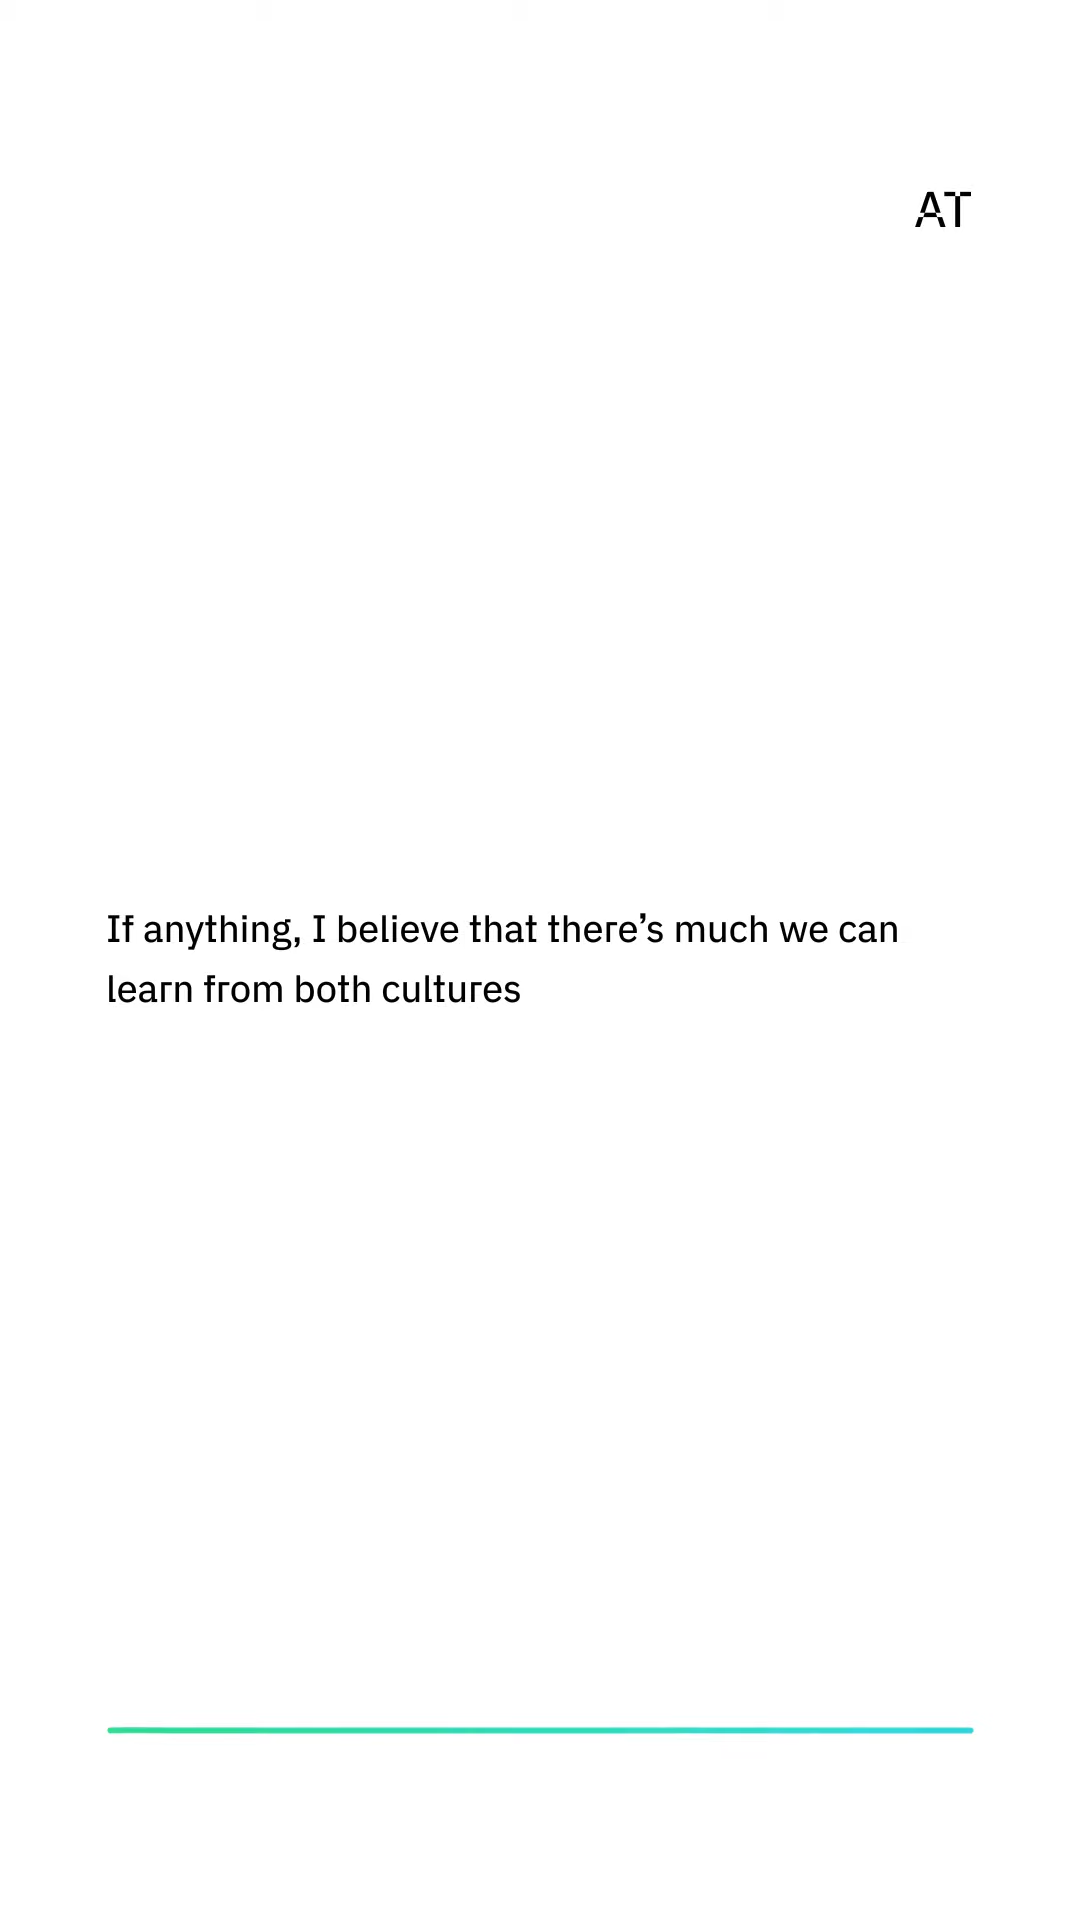 AT
If anything, I believe that there’s much we can
learn from both cultures